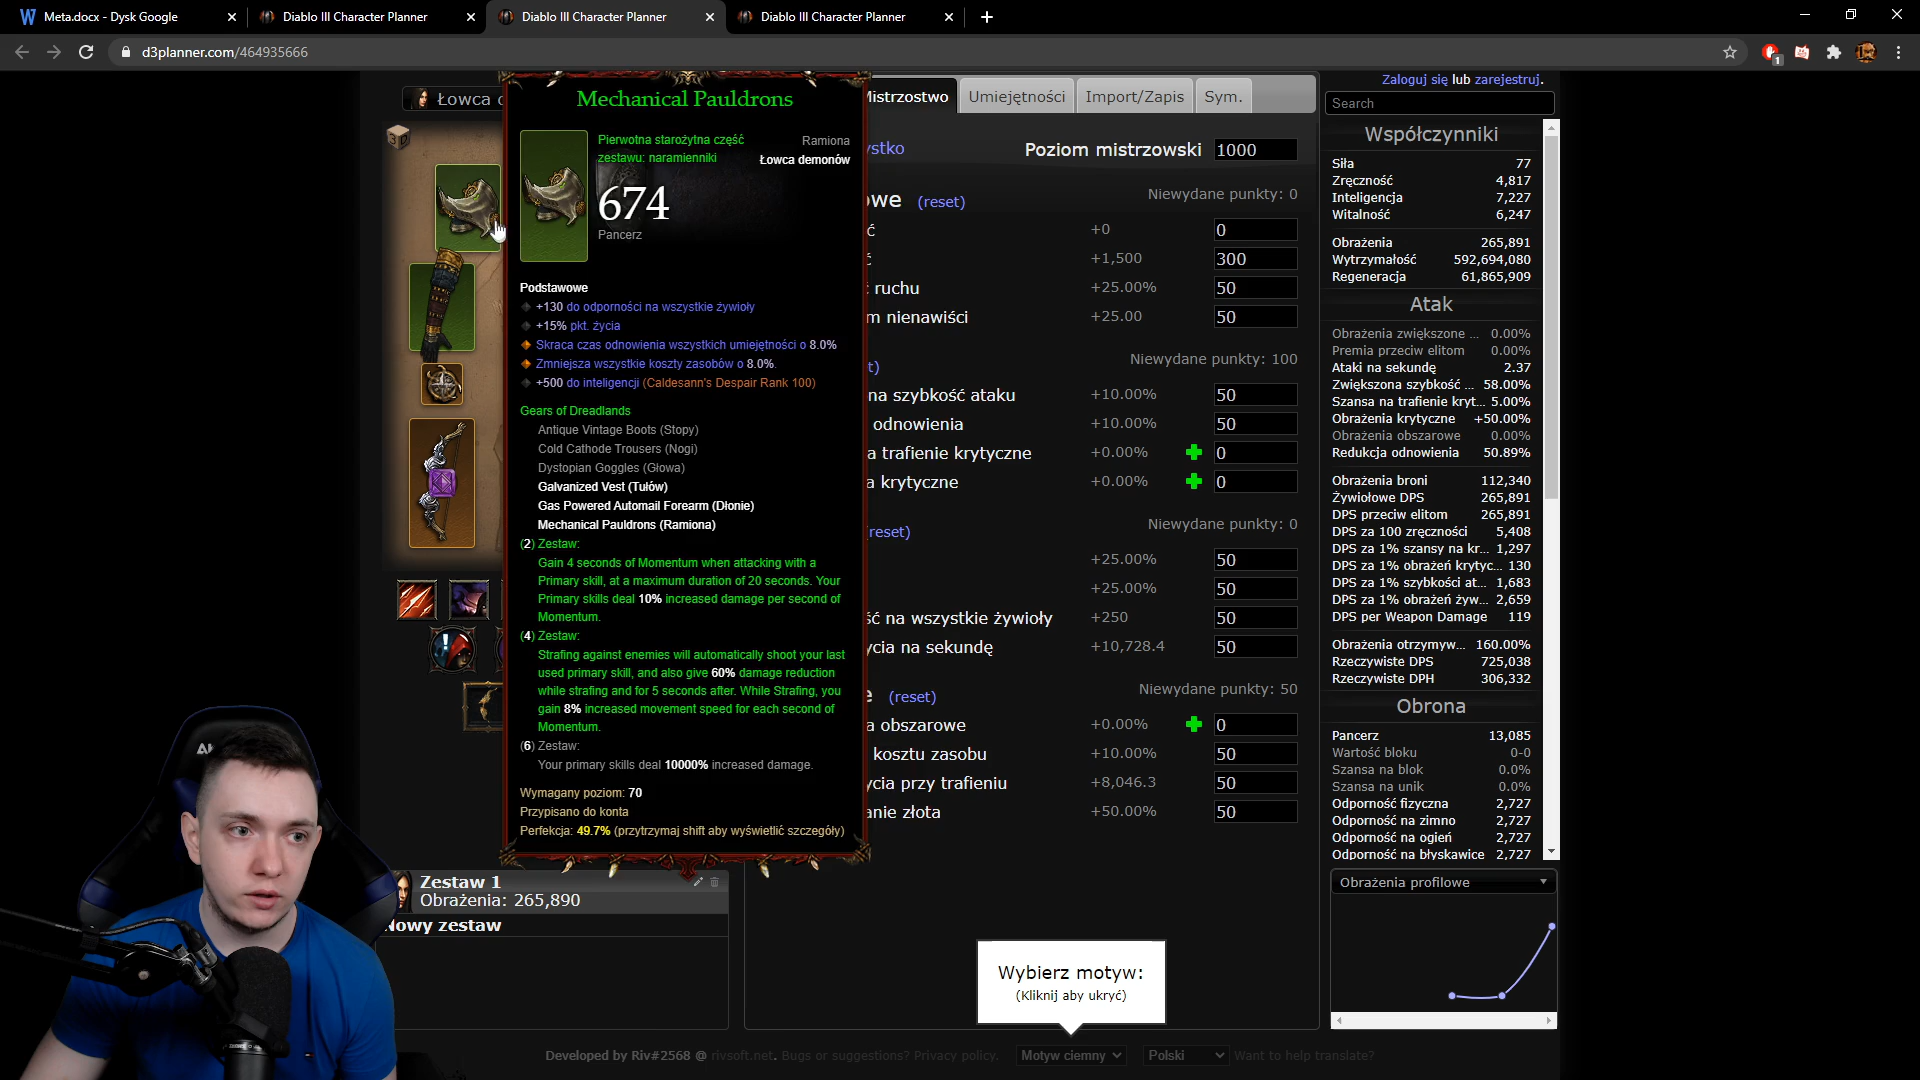 Meta.docx - Dysk Google
Diablo III Character Planner
Diablo III Character Planner
Diablo III Character Planner
d3planner.com/464935666
1
Łowca
Mechanical Pauldrons
Pierwotna starożytna część
zestawu: naramienniki
Ramiona
Łowca demonów
674
Pancerz
Podstawowe
+130 do odporności na wszystkie żywioły
+15% pkt. życia
Skraca czas odnowienia wszystkich umiejętności o 8.0%
Zmniejsza wszystkie koszty zasobów o 8.0%.
+500 do inteligencji (Caldesann's Despair Rank 100)
Gears of Dreadlands
Antique Vintage Boots (Stopy)
Cold Cathode Trousers (Nogi)
Dystopian Goggles (Głowa)
Galvanized Vest (Tułów)
Gas Powered Automail Forearm (Dłonie)
Mechanical Pauldrons (Ramiona)
(2) Zestaw:
Gain 4 seconds of Momentum when attacking with a
Primary skill, at a maximum duration of 20 seconds. Your
Primary skills deal 10% increased damage per second of
Momentum.
(4) Zestaw:
Strafing against enemies will automatically shoot your last
used primary skill, and also give 60% damage reduction
while strafing and for 5 seconds after. While Strafing, you
gain 8% increased movement speed for each second of
Momentum.
(6) Zestaw:
Your primary skills deal 10000% increased damage.
Wymagany poziom: 70
Przypisano do konta
Perfekcja: 49.7% (przytrzymaj shift aby wyświetlić szczegóły)
Zestaw 1
Obrażenia: 265,890
Nowy zestaw
Mistrzostwo
Umiejętności
Import/Zapis
Sym.
ystko
Poziom mistrzowski 1000
owe (reset) Niewydane punkty: 0
ć +0 0
ć +1,500 300
ć ruchu +25.00% 50
m nienawiści +25.00 50
t) Niewydane punkty: 100
na szybkość ataku +10.00% 50
odnowienia +10.00% 50
a trafienie krytyczne +0.00% 0
a krytyczne +0.00% 0
reset) Niewydane punkty: 0
+25.00% 50
+25.00% 50
ść na wszystkie żywioły +250 50
ycia na sekundę +10,728.4 50
e (reset) Niewydane punkty: 50
a obszarowe +0.00% 0
kosztu zasobu +10.00% 50
ycia przy trafieniu +8,046.3 50
anie złota +50.00% 50
Wybierz motyw:
(Kliknij aby ukryć)
Zaloguj się lub zarejestruj.
Search
Współczynniki
Siła 77
Zręczność 4,817
Inteligencja 7,227
Witalność 6,247
Obrażenia 265,891
Wytrzymałość 592,694,080
Regeneracja 61,865,909
Atak
Obrażenia zwiększone ... 0.00%
Premia przeciw elitom 0.00%
Ataki na sekundę 2.37
Zwiększona szybkość ... 58.00%
Szansa na trafienie kryt... 5.00%
Obrażenia krytyczne +50.00%
Obrażenia obszarowe 0.00%
Redukcja odnowienia 50.89%
Obrażenia broni 112,340
Żywiołowe DPS 265,891
DPS przeciw elitom 265,891
DPS za 100 zręczności 5,408
DPS za 1% szansy na kr... 1,297
DPS za 1% obrażeń krytyc... 130
DPS za 1% szybkości at... 1,683
DPS za 1% obrażeń żyw... 2,659
DPS per Weapon Damage 119
Obrażenia otrzymyw... 160.00%
Rzeczywiste DPS 725,038
Rzeczywiste DPH 306,332
Obrona
Pancerz 13,085
Wartość bloku 0-0
Szansa na blok 0.0%
Szansa na unik 0.0%
Odporność fizyczna 2,727
Odporność na zimno 2,727
Odporność na ogień 2,727
Odporność na błyskawice 2,727
Obrażenia profilowe
Developed by Riv#2568 @ rivsoft.net. Bugs or suggestions? Privacy policy.
Motyw ciemny
Polski
Want to help translate?